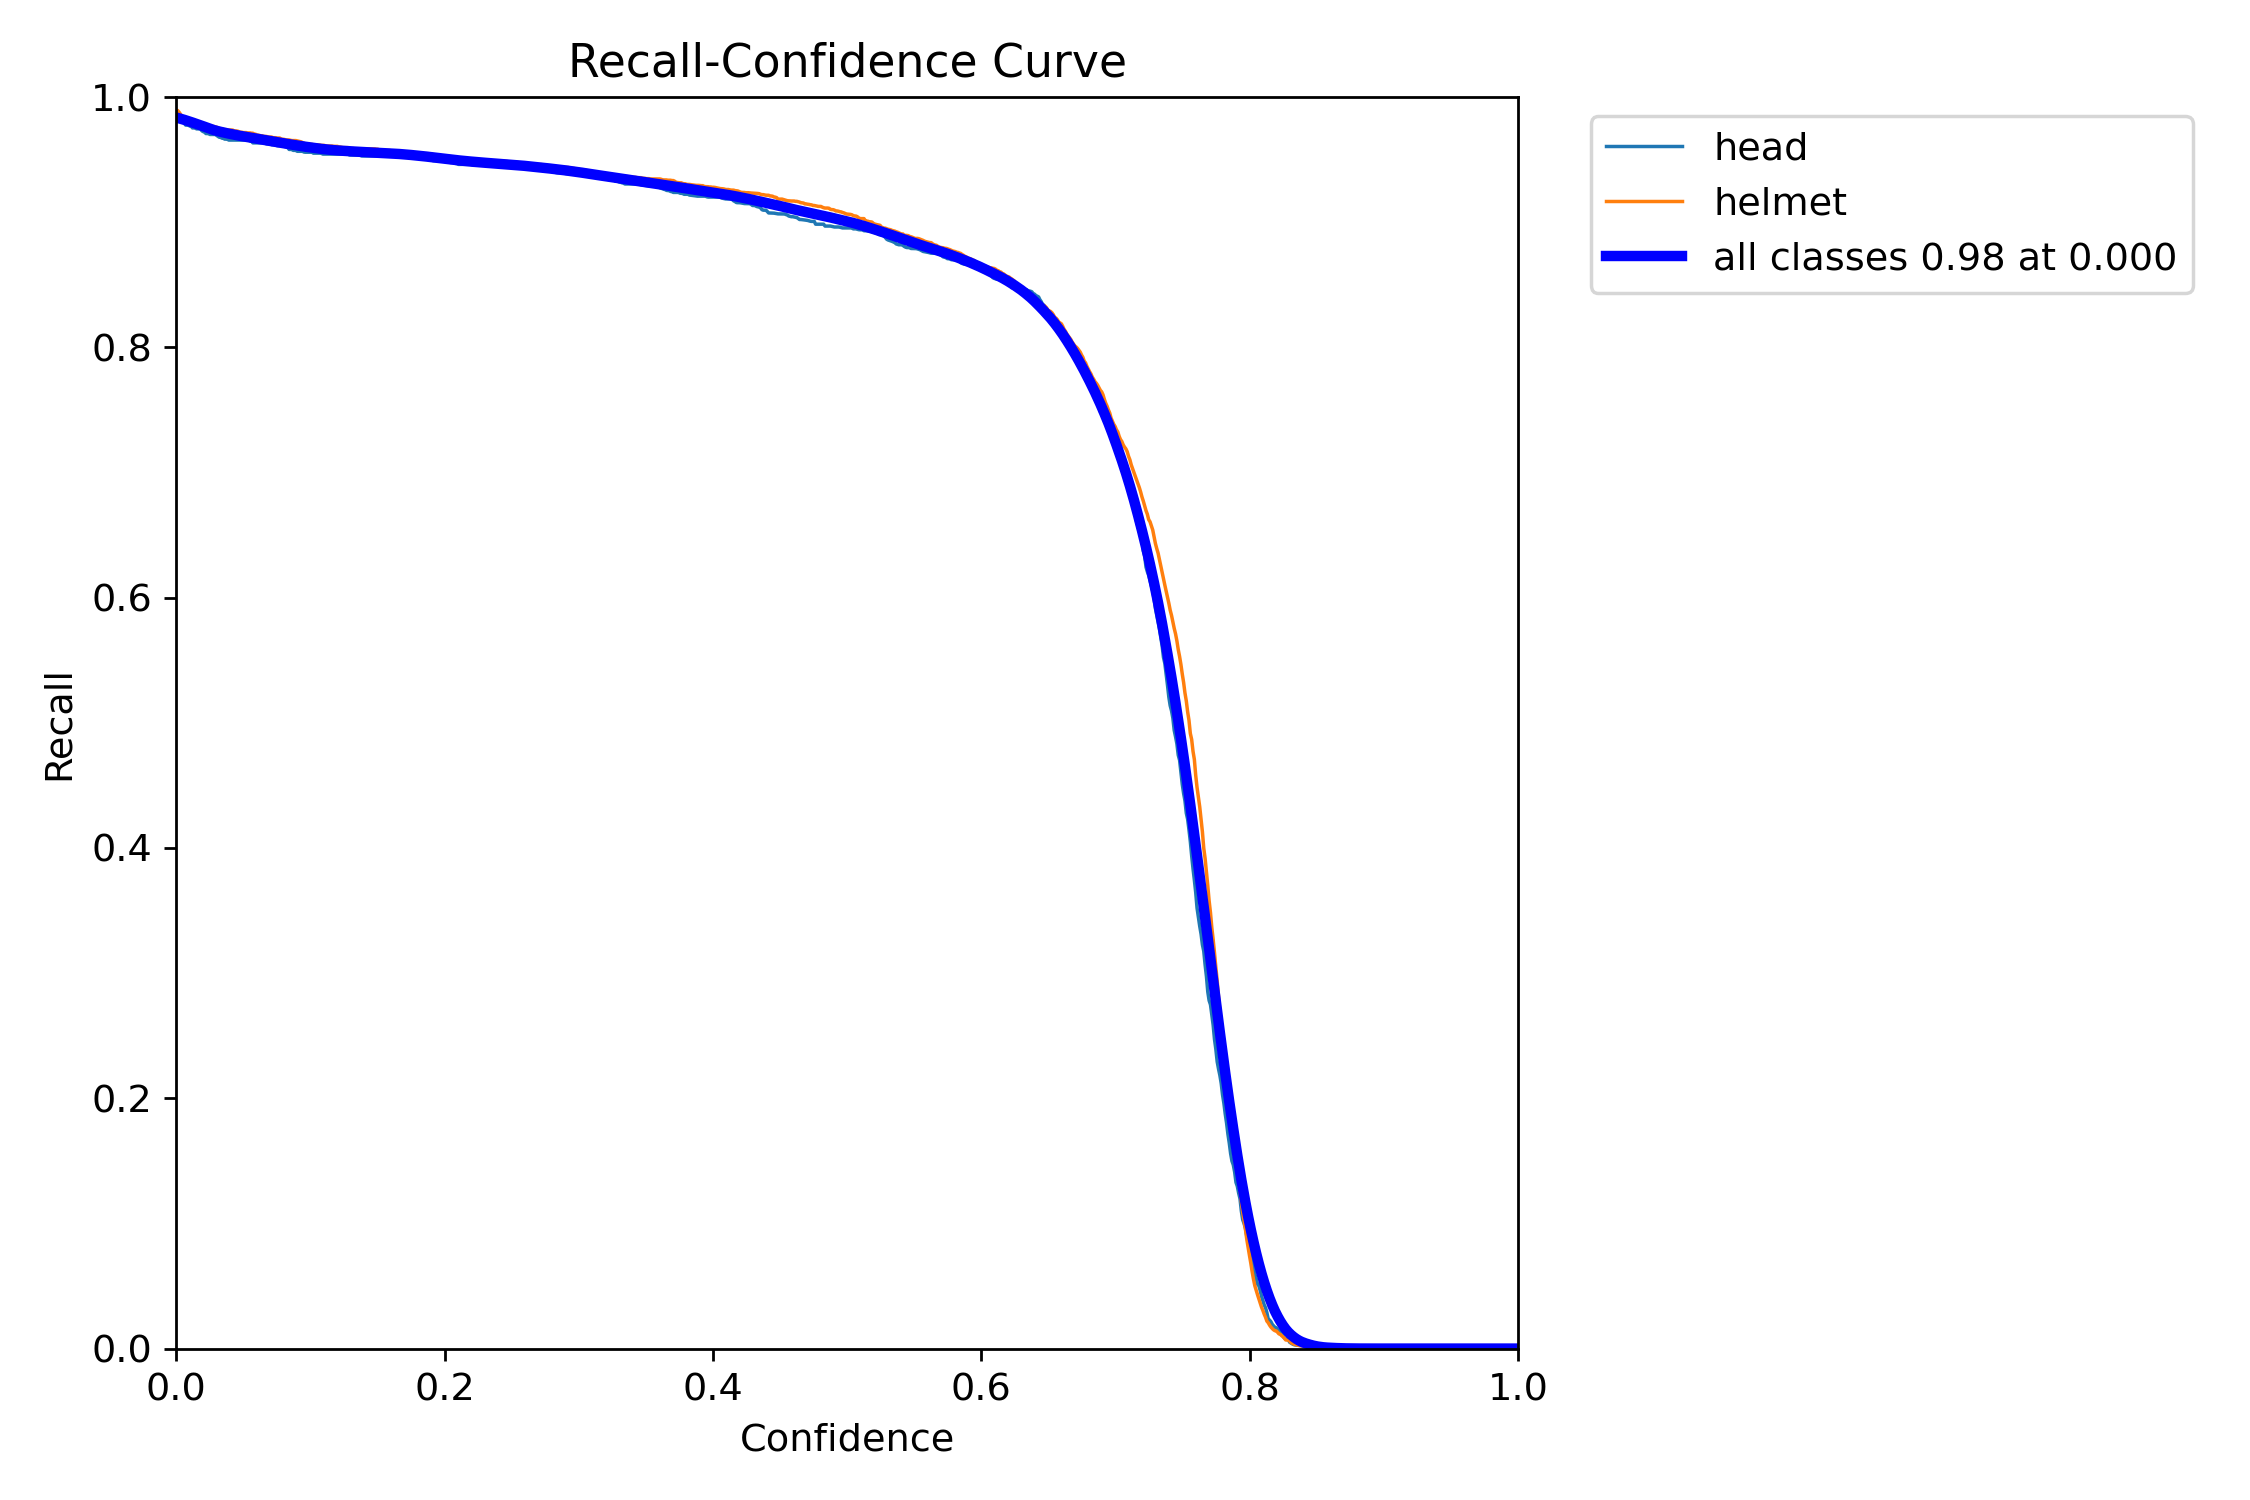 Recall-Confidence Curve
1.0
0.8
0.6
0.4
0.2
0.0
Recall
0.0 0.2 0.4 0.6 0.8 1.0
Confidence
head
helmet
all classes 0.98 at 0.000